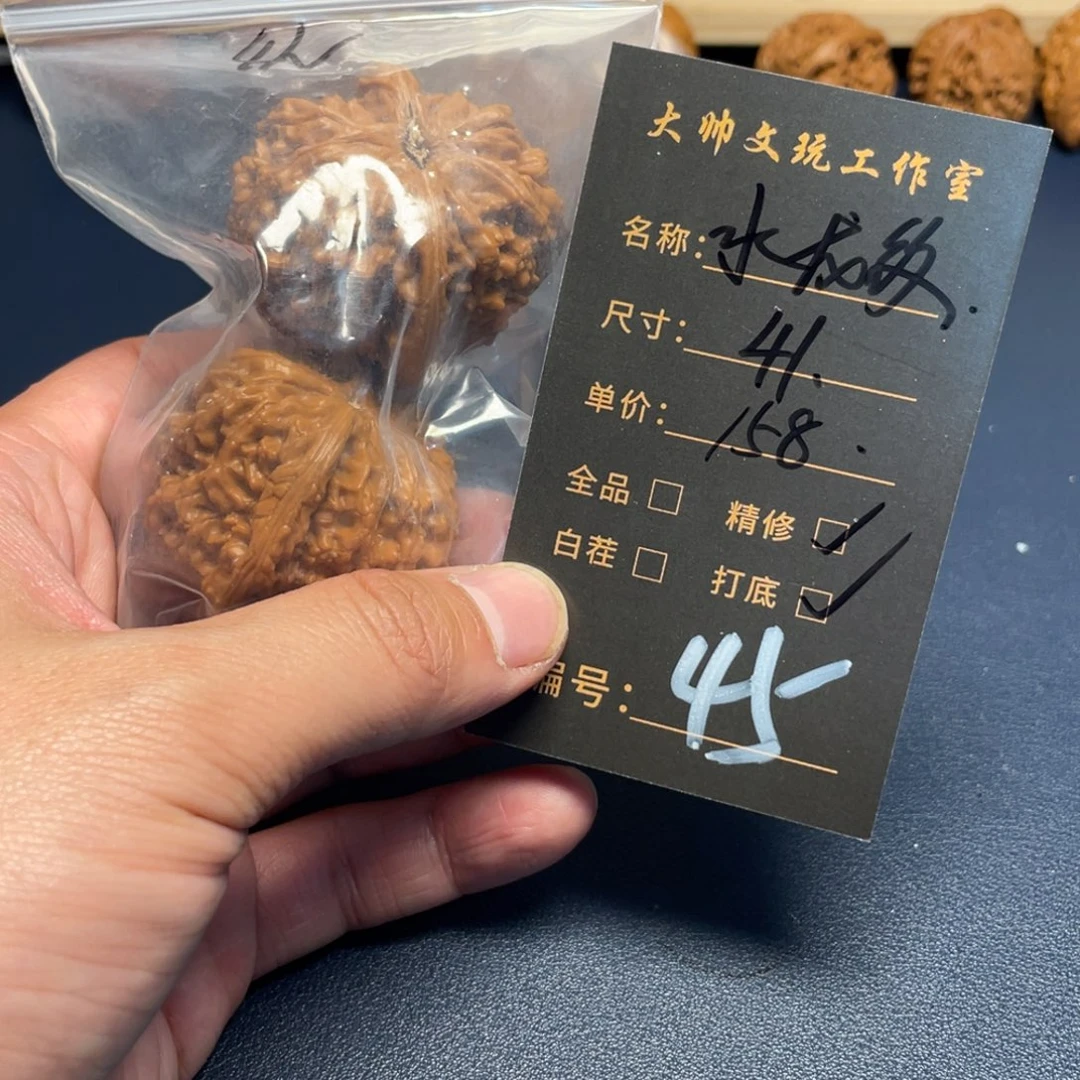 大帅文玩工作室
名称：水龙纹.
尺寸：41.
单价：158.
全品 □ 精修 ☑
白茬 □ 打底 ☑
编号：45